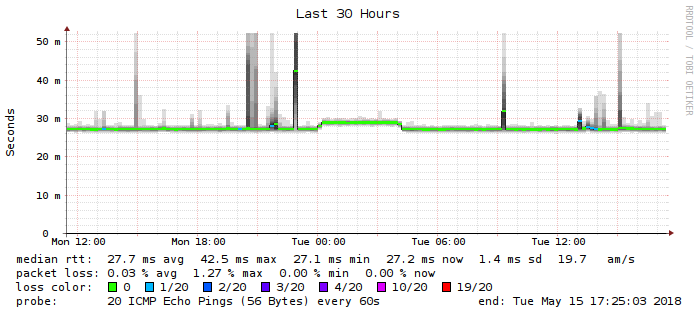 Last 30 Hours
RRDTOOL / TOBI OETIKER
Seconds
50 m
40 m
30 m
20 m
10 m
0
Mon 12:00 Mon 18:00 Tue 00:00 Tue 06:00 Tue 12:00
median rtt: 27.7 ms avg 42.5 ms max 27.1 ms min 27.2 ms now 1.4 ms sd 19.7 am/s
packet loss: 0.03 % avg 1.27 % max 0.00 % min 0.00 % now
loss color: 0 1/20 2/20 3/20 4/20 10/20 19/20
probe: 20 ICMP Echo Pings (56 Bytes) every 60s end: Tue May 15 17:25:03 2018